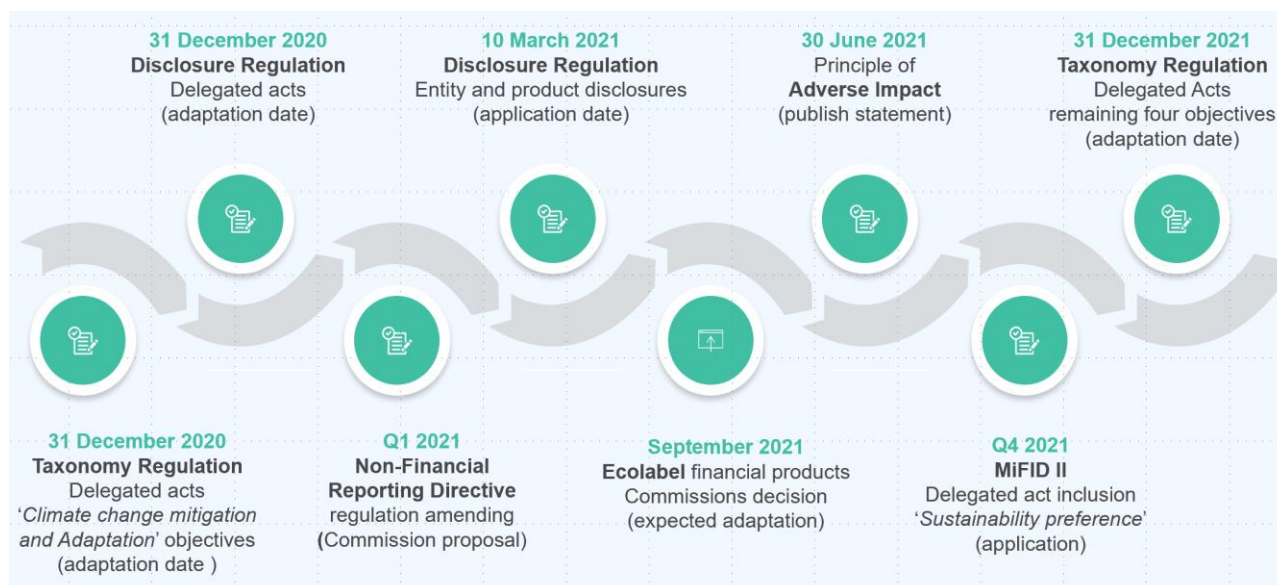 31 December 2020
Disclosure Regulation
Delegated acts
(adaptation date)
10 March 2021
Disclosure Regulation
Entity and product disclosures
(application date)
30 June 2021
Principle of
Adverse Impact
(publish statement)
31 December 2021
Taxonomy Regulation
Delegated Acts
remaining four objectives
(adaptation date)
31 December 2020
Taxonomy Regulation
Delegated acts
‘Climate change mitigation
and Adaptation’ objectives
(adaptation date )
Q1 2021
Non-Financial
Reporting Directive
regulation amending
(Commission proposal)
September 2021
Ecolabel financial products
Commissions decision
(expected adaptation)
Q4 2021
MiFID II
Delegated act inclusion
‘Sustainability preference’
(application)